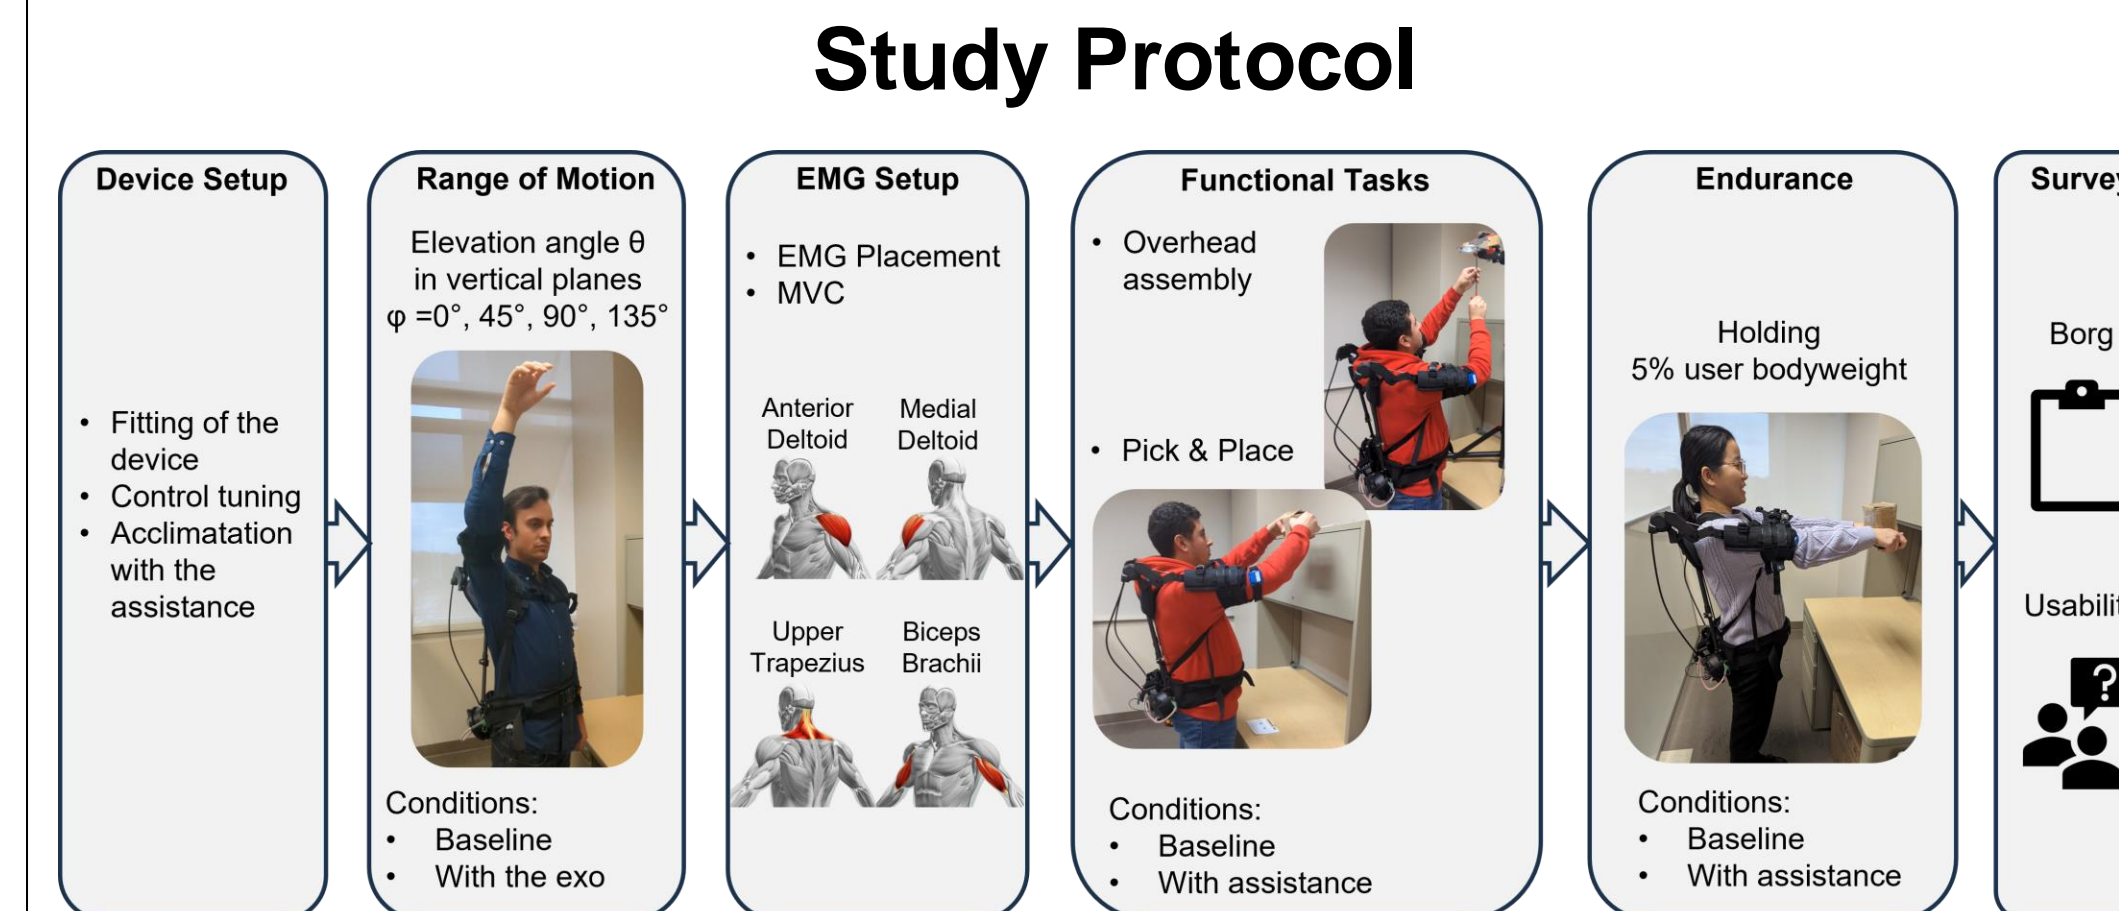 Study Protocol
Device Setup
• Fitting of the
device
• Control tuning
• Acclimatation
with the
assistance
Range of Motion
Elevation angle θ
in vertical planes
φ =0°, 45°, 90°, 135°
Conditions:
• Baseline
• With the exo
EMG Setup
• EMG Placement
• MVC
Anterior
Deltoid
Medial
Deltoid
Upper
Trapezius
Biceps
Brachii
Functional Tasks
• Overhead
assembly
• Pick & Place
Conditions:
• Baseline
• With assistance
Endurance
Holding
5% user bodyweight
Conditions:
• Baseline
• With assistance
Survey
Borg
Usabilit
?